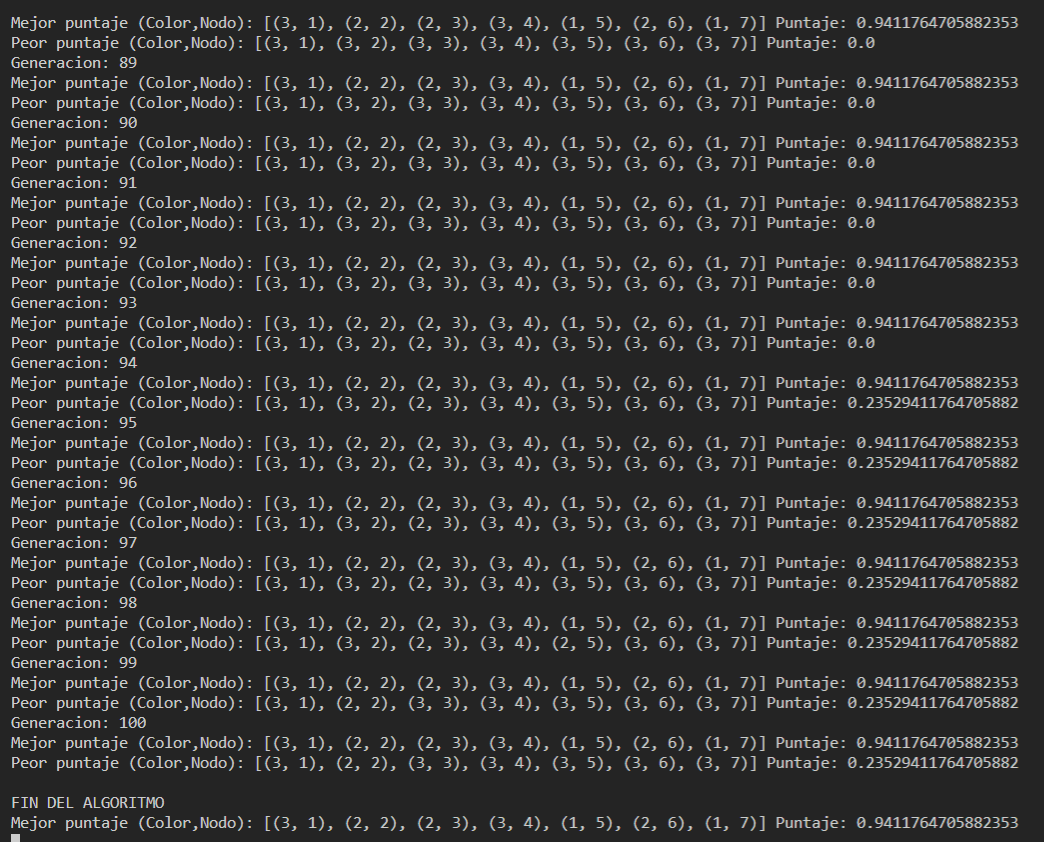 Mejor puntaje (Color,Nodo): [(3, 1), (2, 2), (2, 3), (3, 4), (1, 5), (2, 6), (1, 7)] Puntaje: 0.9411764705882353
Peor puntaje (Color,Nodo): [(3, 1), (3, 2), (3, 3), (3, 4), (3, 5), (3, 6), (3, 7)] Puntaje: 0.0
Generacion: 89
Mejor puntaje (Color,Nodo): [(3, 1), (2, 2), (2, 3), (3, 4), (1, 5), (2, 6), (1, 7)] Puntaje: 0.9411764705882353
Peor puntaje (Color,Nodo): [(3, 1), (3, 2), (3, 3), (3, 4), (3, 5), (3, 6), (3, 7)] Puntaje: 0.0
Generacion: 90
Mejor puntaje (Color,Nodo): [(3, 1), (2, 2), (2, 3), (3, 4), (1, 5), (2, 6), (1, 7)] Puntaje: 0.9411764705882353
Peor puntaje (Color,Nodo): [(3, 1), (3, 2), (3, 3), (3, 4), (3, 5), (3, 6), (3, 7)] Puntaje: 0.0
Generacion: 91
Mejor puntaje (Color,Nodo): [(3, 1), (2, 2), (2, 3), (3, 4), (1, 5), (2, 6), (1, 7)] Puntaje: 0.9411764705882353
Peor puntaje (Color,Nodo): [(3, 1), (3, 2), (3, 3), (3, 4), (3, 5), (3, 6), (3, 7)] Puntaje: 0.0
Generacion: 92
Mejor puntaje (Color,Nodo): [(3, 1), (2, 2), (2, 3), (3, 4), (1, 5), (2, 6), (1, 7)] Puntaje: 0.9411764705882353
Peor puntaje (Color,Nodo): [(3, 1), (3, 2), (3, 3), (3, 4), (3, 5), (3, 6), (3, 7)] Puntaje: 0.0
Generacion: 93
Mejor puntaje (Color,Nodo): [(3, 1), (2, 2), (2, 3), (3, 4), (1, 5), (2, 6), (1, 7)] Puntaje: 0.9411764705882353
Peor puntaje (Color,Nodo): [(3, 1), (3, 2), (2, 3), (3, 4), (3, 5), (3, 6), (3, 7)] Puntaje: 0.0
Generacion: 94
Mejor puntaje (Color,Nodo): [(3, 1), (2, 2), (2, 3), (3, 4), (1, 5), (2, 6), (1, 7)] Puntaje: 0.9411764705882353
Peor puntaje (Color,Nodo): [(3, 1), (3, 2), (2, 3), (3, 4), (3, 5), (3, 6), (3, 7)] Puntaje: 0.23529411764705882
Generacion: 95
Mejor puntaje (Color,Nodo): [(3, 1), (2, 2), (2, 3), (3, 4), (1, 5), (2, 6), (1, 7)] Puntaje: 0.9411764705882353
Peor puntaje (Color,Nodo): [(3, 1), (3, 2), (2, 3), (3, 4), (3, 5), (3, 6), (3, 7)] Puntaje: 0.23529411764705882
Generacion: 96
Mejor puntaje (Color,Nodo): [(3, 1), (2, 2), (2, 3), (3, 4), (1, 5), (2, 6), (1, 7)] Puntaje: 0.9411764705882353
Peor puntaje (Color,Nodo): [(3, 1), (3, 2), (2, 3), (3, 4), (3, 5), (3, 6), (3, 7)] Puntaje: 0.23529411764705882
Generacion: 97
Mejor puntaje (Color,Nodo): [(3, 1), (2, 2), (2, 3), (3, 4), (1, 5), (2, 6), (1, 7)] Puntaje: 0.9411764705882353
Peor puntaje (Color,Nodo): [(3, 1), (3, 2), (2, 3), (3, 4), (3, 5), (3, 6), (3, 7)] Puntaje: 0.23529411764705882
Generacion: 98
Mejor puntaje (Color,Nodo): [(3, 1), (2, 2), (2, 3), (3, 4), (1, 5), (2, 6), (1, 7)] Puntaje: 0.9411764705882353
Peor puntaje (Color,Nodo): [(3, 1), (3, 2), (2, 3), (3, 4), (2, 5), (3, 6), (3, 7)] Puntaje: 0.23529411764705882
Generacion: 99
Mejor puntaje (Color,Nodo): [(3, 1), (2, 2), (2, 3), (3, 4), (1, 5), (2, 6), (1, 7)] Puntaje: 0.9411764705882353
Peor puntaje (Color,Nodo): [(3, 1), (2, 2), (3, 3), (3, 4), (3, 5), (3, 6), (3, 7)] Puntaje: 0.23529411764705882
Generacion: 100
Mejor puntaje (Color,Nodo): [(3, 1), (2, 2), (2, 3), (3, 4), (1, 5), (2, 6), (1, 7)] Puntaje: 0.9411764705882353
Peor puntaje (Color,Nodo): [(3, 1), (2, 2), (3, 3), (3, 4), (3, 5), (3, 6), (3, 7)] Puntaje: 0.23529411764705882
FIN DEL ALGORITMO
Mejor puntaje (Color,Nodo): [(3, 1), (2, 2), (2, 3), (3, 4), (1, 5), (2, 6), (1, 7)] Puntaje: 0.9411764705882353